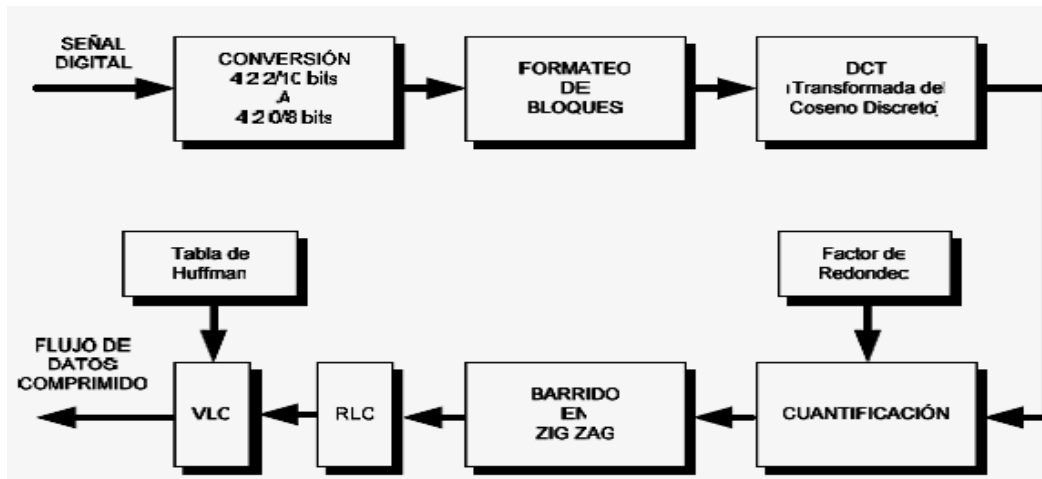 SEÑAL
DIGITAL
CONVERSIÓN
4:2:2/10 bits
A
4:2:0/8 bits
FORMATEO
DE
BLOQUES
DCT
(Transformada del
Coseno Discreto)
Tabla de
Huffman
Factor de
Redondeo
FLUJO DE
DATOS
COMPRIMIDO
VLC
RLC
BARRIDO
EN
ZIG ZAG
CUANTIFICACIÓN